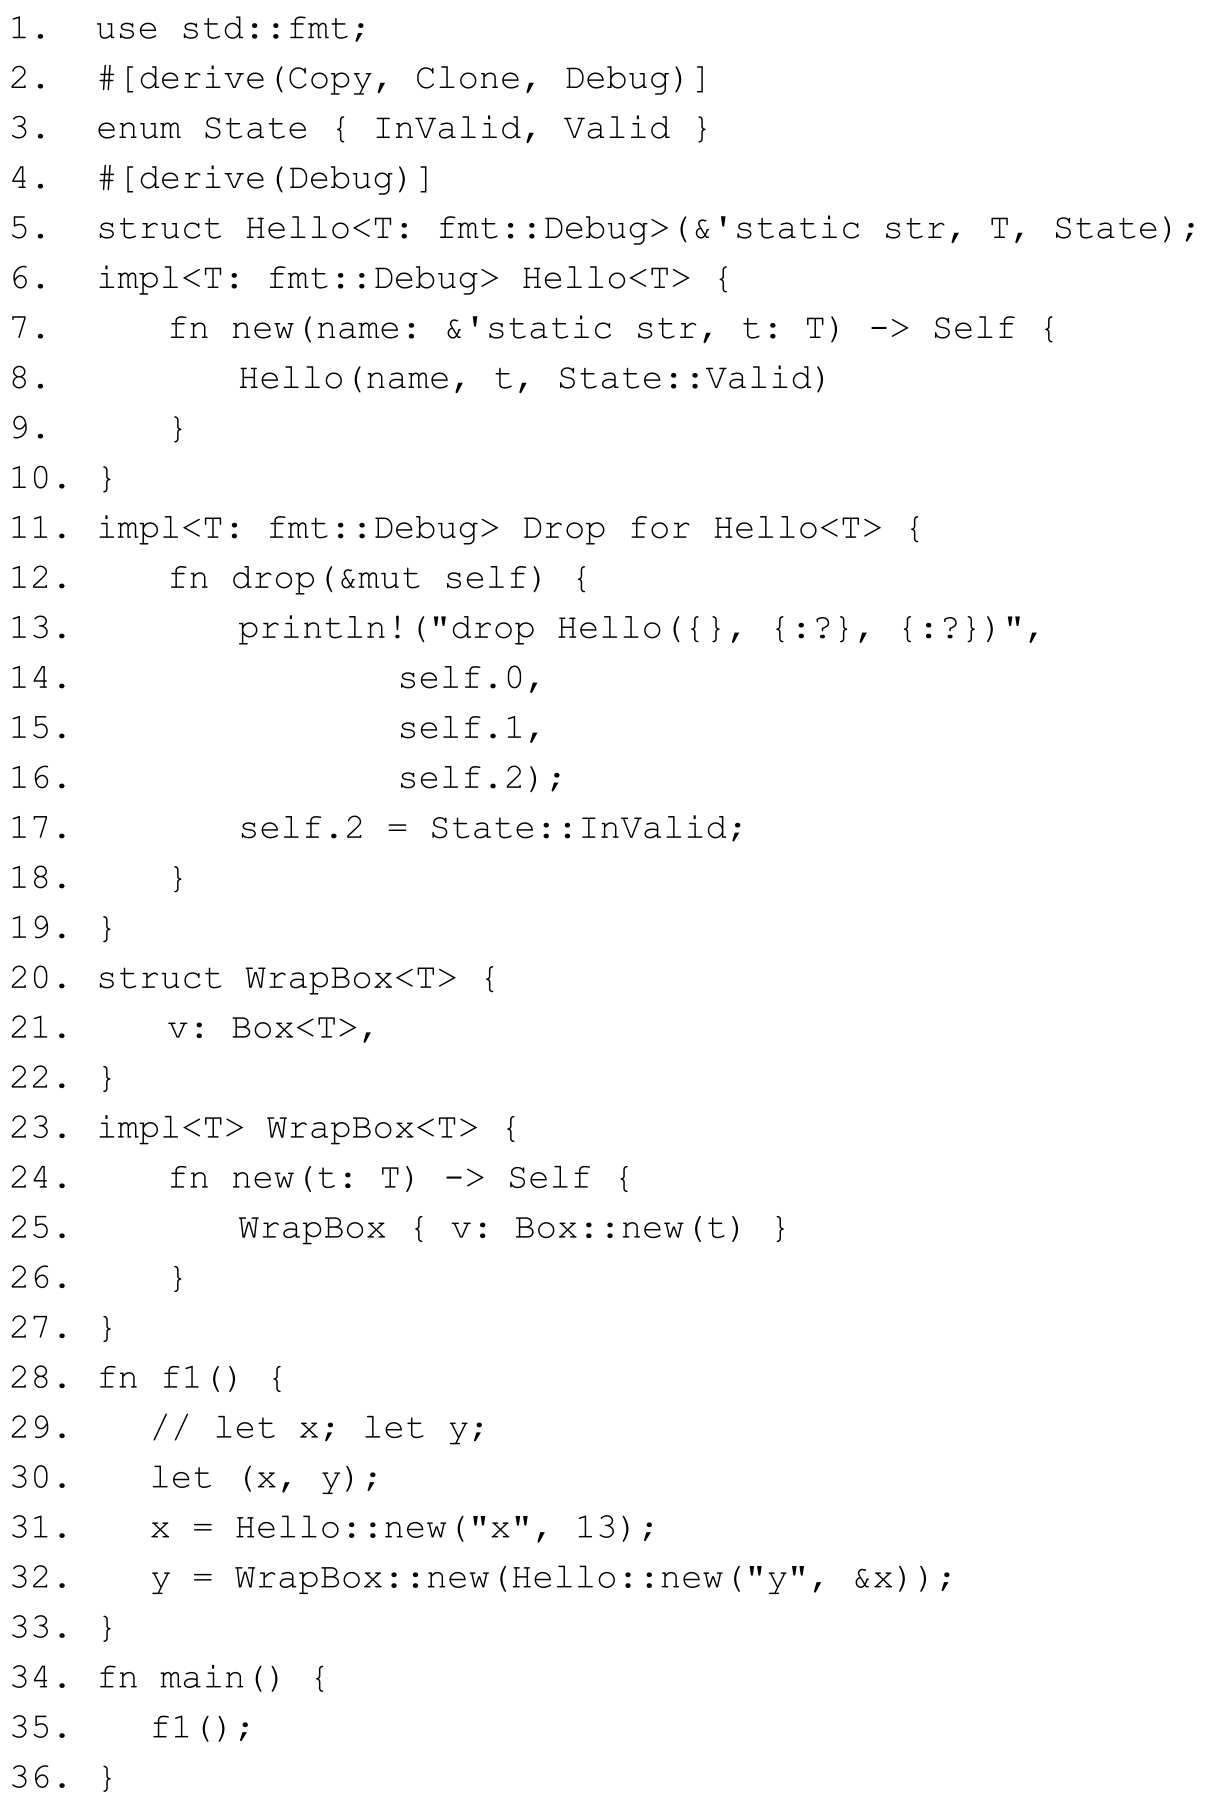 1. use std::fmt;
2. #[derive(Copy, Clone, Debug)]
3. enum State { InValid, Valid }
4. #[derive(Debug)]
5. struct Hello<T: fmt::Debug>(&'static str, T, State);
6. impl<T: fmt::Debug> Hello<T> {
7. fn new(name: &'static str, t: T) -> Self {
8. Hello(name, t, State::Valid)
9. }
10. }
11. impl<T: fmt::Debug> Drop for Hello<T> {
12. fn drop(&mut self) {
13. println!("drop Hello({}, {:?}, {:?})",
14. self.0,
15. self.1,
16. self.2);
17. self.2 = State::InValid;
18. }
19. }
20. struct WrapBox<T> {
21. v: Box<T>,
22. }
23. impl<T> WrapBox<T> {
24. fn new(t: T) -> Self {
25. WrapBox { v: Box::new(t) }
26. }
27. }
28. fn f1() {
29. // let x; let y;
30. let (x, y);
31. x = Hello::new("x", 13);
32. y = WrapBox::new(Hello::new("y", &x));
33. }
34. fn main() {
35. f1();
36. }